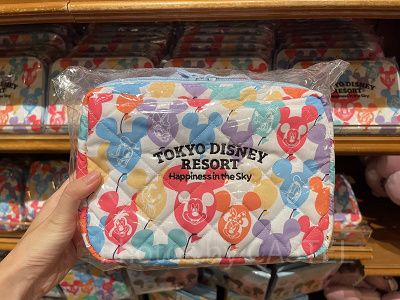 TOKYO DISNEY
RESORT
Happiness in the Sky